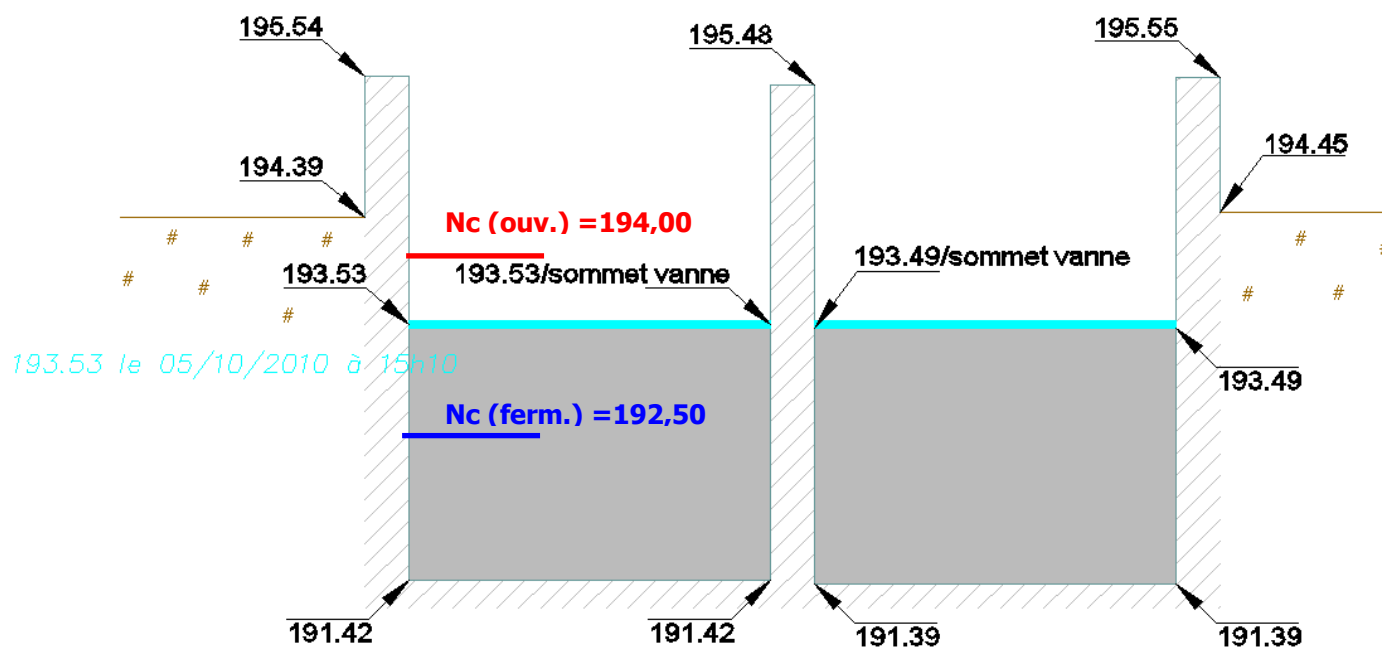 195.54
195.48
195.55
194.39
194.45
Nc (ouv.) =194,00
193.53
193.53/sommet vanne
193.49/sommet vanne
193.53 le 05/10/2010 à 15h10
193.49
Nc (ferm.) =192,50
191.42
191.42
191.39
191.39